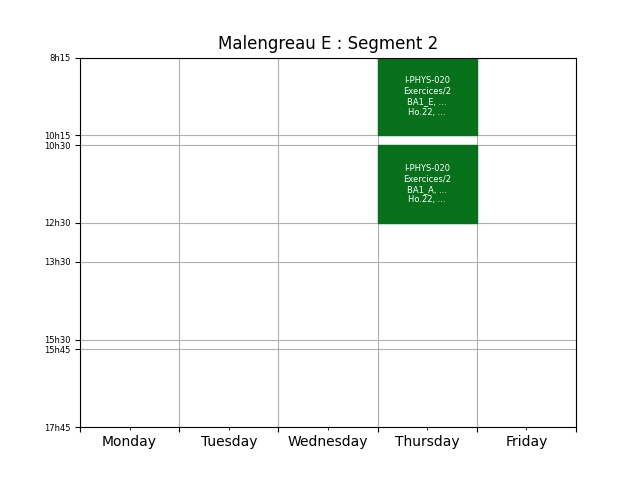 Malengreau E : Segment 2
8h15
I-PHYS-020
Exercices/2
BA1_E, ...
Ho.22, ...
10h15
10h30
I-PHYS-020
Exercices/2
BA1_A, ...
Ho.22, ...
12h30
13h30
15h30
15h45
17h45
Monday Tuesday Wednesday Thursday Friday